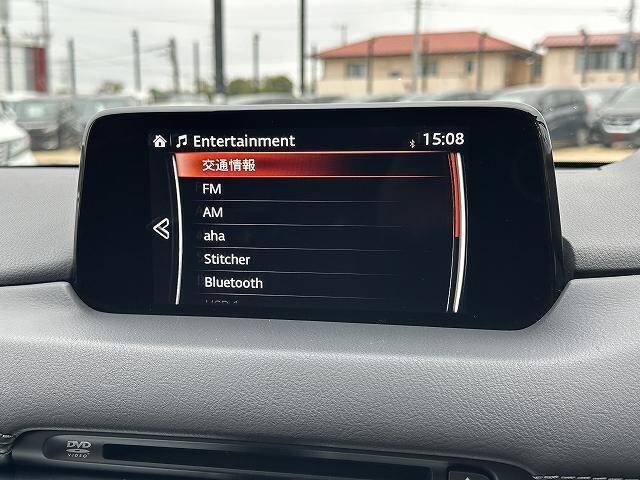 Entertainment 15:08
交通情報
FM
AM
aha
Stitcher
Bluetooth
DVD
VIDEO